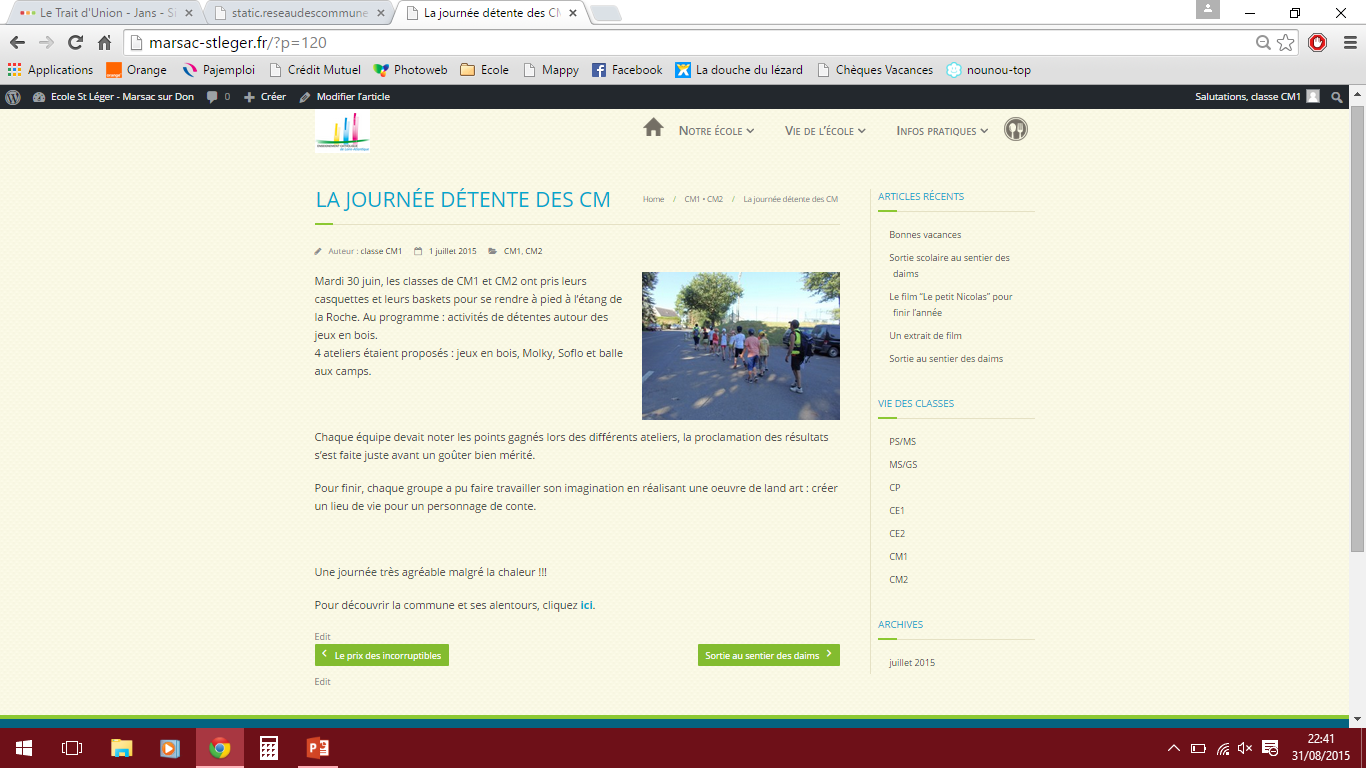 Le Trait d'Union - Jans - Si
static.reseaudescommune
La journée détente des CM
marsac-stleger.fr/?p=120
Applications Orange Pajemploi Crédit Mutuel Photoweb Ecole Mappy Facebook La douche du lézard Chèques Vacances nounou-top
Ecole St Léger - Marsac sur Don 0 Créer Modifier l'article Salutations, classe CM1
NOTRE ÉCOLE VIE DE L'ÉCOLE INFOS PRATIQUES
LA JOURNÉE DÉTENTE DES CM
Home / CM1 • CM2 / La journée détente des CM
Auteur : classe CM1 1 juillet 2015 CM1, CM2
Mardi 30 juin, les classes de CM1 et CM2 ont pris leurs
casquettes et leurs baskets pour se rendre à pied à l'étang de
la Roche. Au programme : activités de détentes autour des
jeux en bois.
4 ateliers étaient proposés : jeux en bois, Molky, Soflo et balle
aux camps.
Chaque équipe devait noter les points gagnés lors des différents ateliers, la proclamation des résultats
s'est faite juste avant un goûter bien mérité.
Pour finir, chaque groupe a pu faire travailler son imagination en réalisant une oeuvre de land art : créer
un lieu de vie pour un personnage de conte.
Une journée très agréable malgré la chaleur !!!
Pour découvrir la commune et ses alentours, cliquez ici.
Edit
Le prix des incorruptibles
Sortie au sentier des daims
Edit
ARTICLES RÉCENTS
Bonnes vacances
Sortie scolaire au sentier des
daims
Le film “Le petit Nicolas” pour
finir l'année
Un extrait de film
Sortie au sentier des daims
VIE DES CLASSES
PS/MS
MS/GS
CP
CE1
CE2
CM1
CM2
ARCHIVES
juillet 2015
22:41
31/08/2015